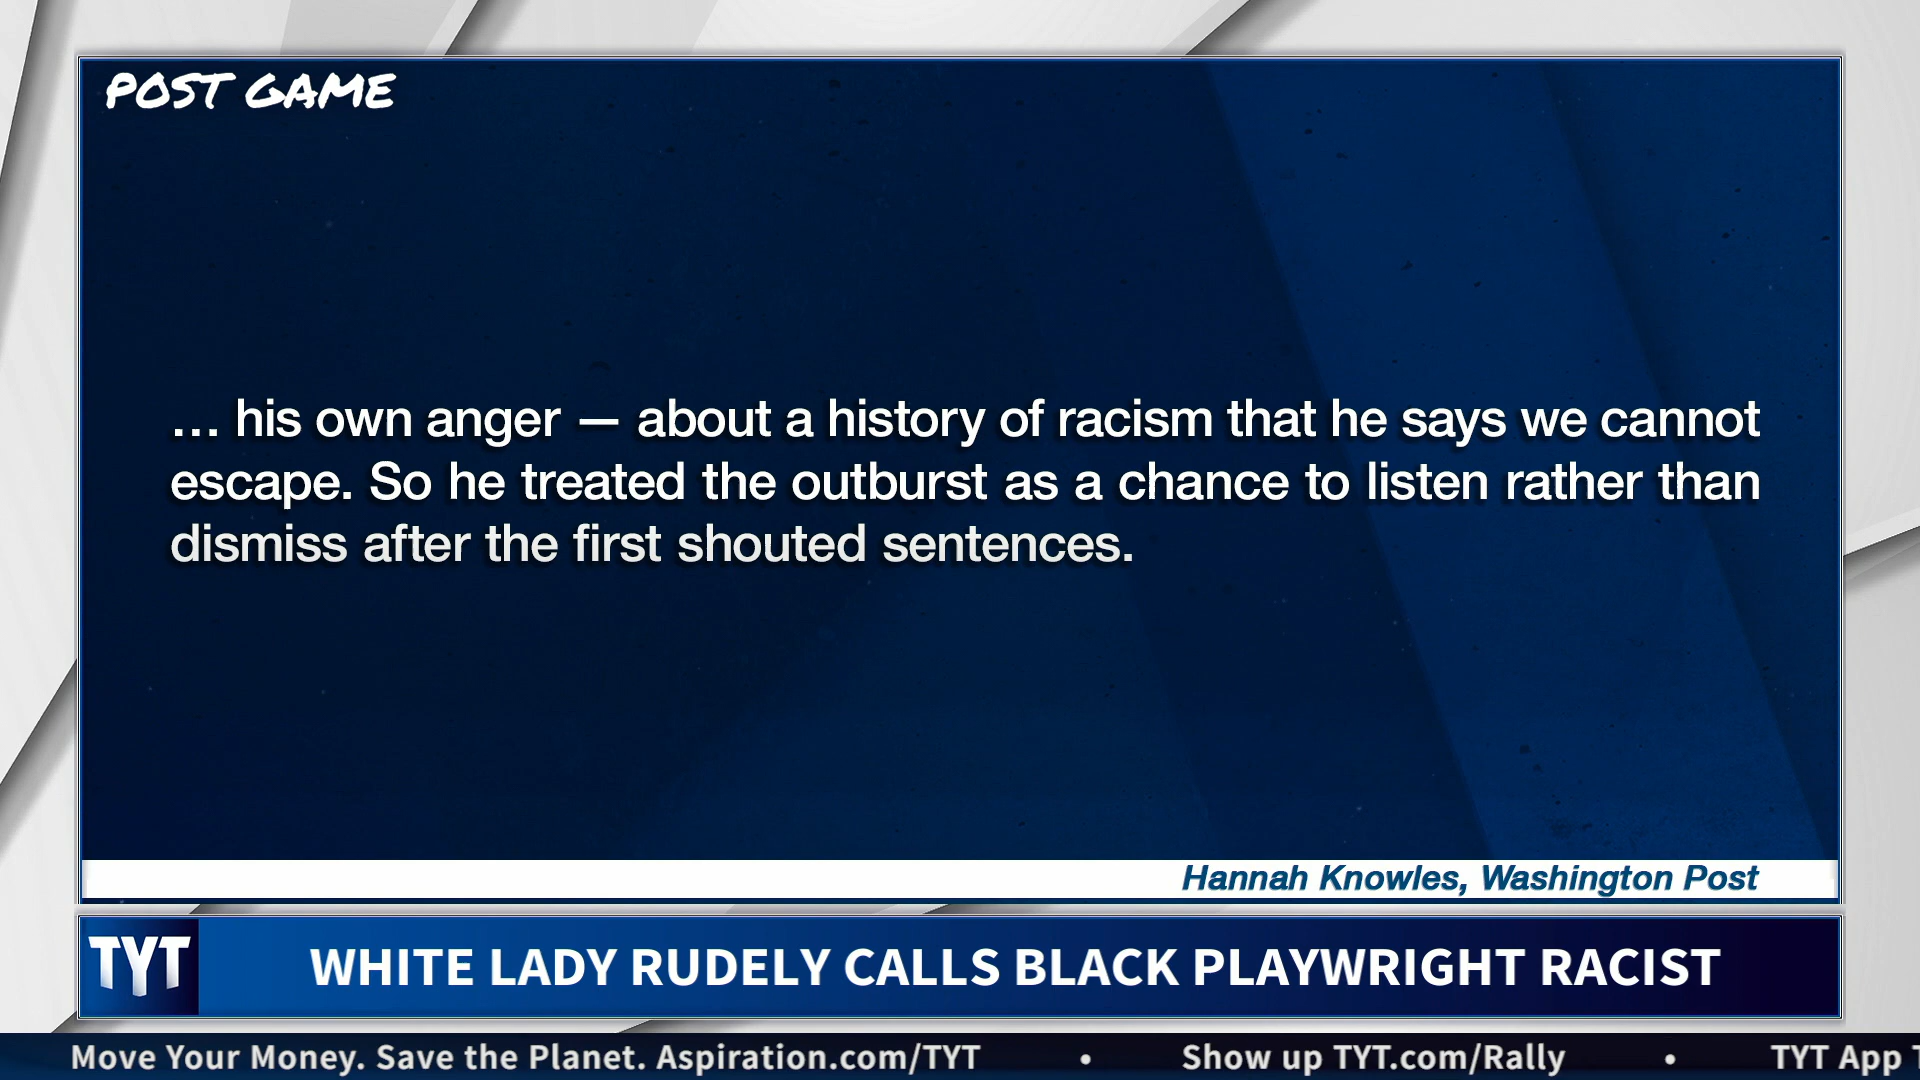 POST GAME
… his own anger — about a history of racism that he says we cannot
escape. So he treated the outburst as a chance to listen rather than
dismiss after the first shouted sentences.
Hannah Knowles, Washington Post
TYT
WHITE LADY RUDELY CALLS BLACK PLAYWRIGHT RACIST
Move Your Money. Save the Planet. Aspiration.com/TYT • Show up TYT.com/Rally • TYT App